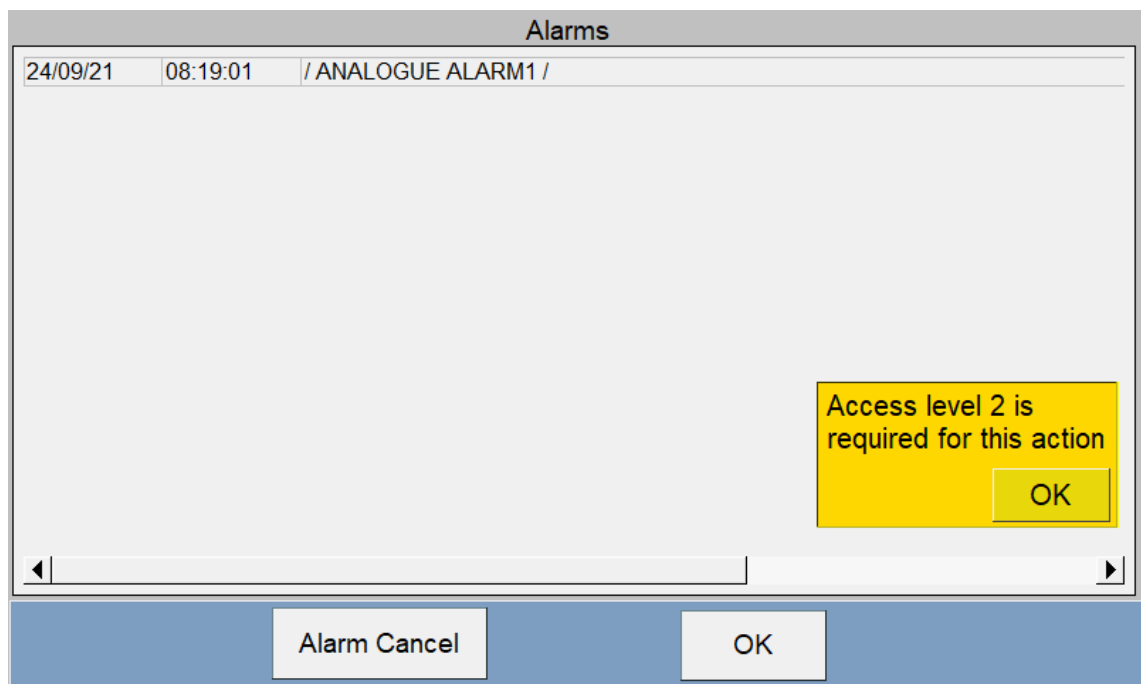 Alarms
24/09/21 08:19:01 / ANALOGUE ALARM1 /
Access level 2 is
required for this action
OK
Alarm Cancel OK